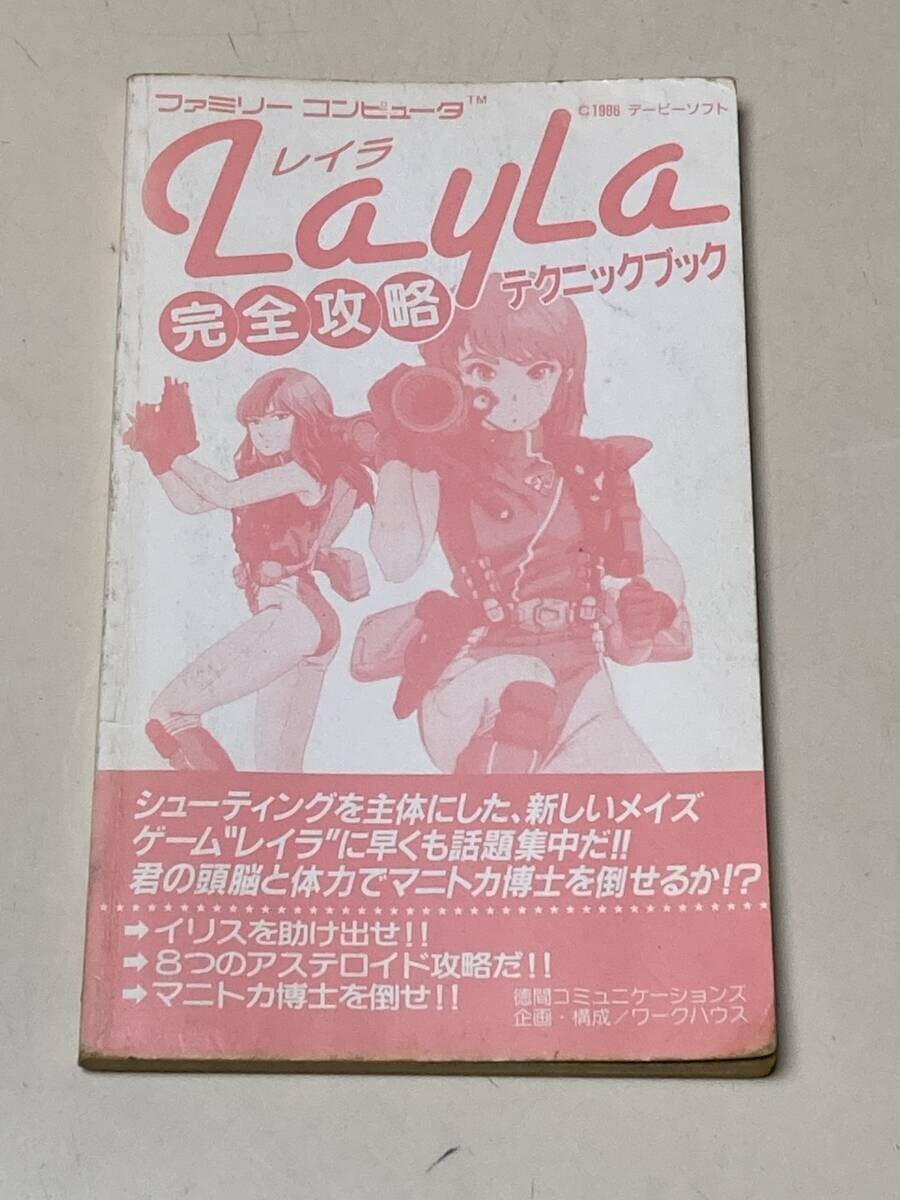 ファミリー コンピュータ™
©1986 デービーソフト
レイラ
Layla
完全攻略
テクニックブック
シューティングを主体にした、新しいメイズ
ゲーム"レイラ"に早くも話題集中だ!!
君の頭脳と体力でマニトカ博士を倒せるか!?
➡イリスを助け出せ!!
➡8つのアステロイド攻略だ!!
➡マニトカ博士を倒せ!!
徳間コミュニケーションズ
企画・構成/ワークハウス